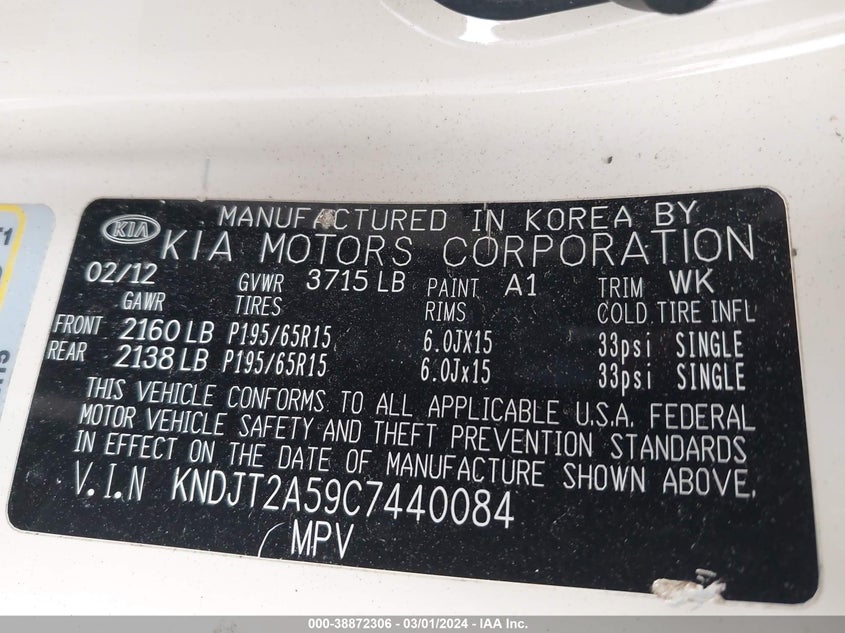 KIA
MANUFACTURED IN KOREA BY
KIA MOTORS CORPORATION
02/12 GVWR 3715 LB PAINT A1 TRIM WK
GAWR TIRES RIMS COLD TIRE INFL
FRONT 2160 LB P195/65R15 6.0JX15 33psi SINGLE
REAR 2138 LB P195/65R15 6.0Jx15 33psi SINGLE
THIS VEHICLE CONFORMS TO ALL APPLICABLE U.S.A. FEDERAL
MOTOR VEHICLE SAFETY AND THEFT PREVENTION STANDARDS
IN EFFECT ON THE DATE OF MANUFACTURE SHOWN ABOVE.
V.I.N KNDJT2A59C7440084
MPV
000-38872306 - 03/01/2024 - IAA Inc.